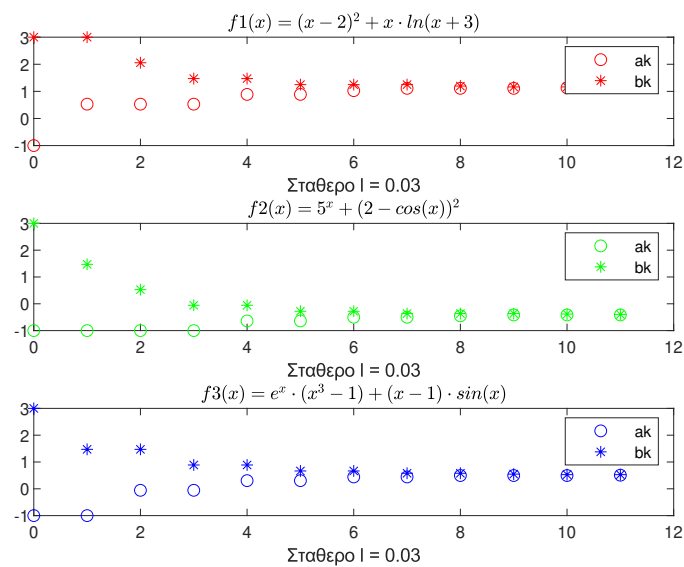 f1(x) = (x − 2)² + x · ln(x + 3)
3
2
1
0
-1
ak
bk
0 2 4 6 8 10 12
Σταθερο l = 0.03
f2(x) = 5ˣ + (2 − cos(x))²
3
2
1
0
-1
ak
bk
0 2 4 6 8 10 12
Σταθερο l = 0.03
f3(x) = eˣ · (x³ − 1) + (x − 1) · sin(x)
3
2
1
0
-1
ak
bk
0 2 4 6 8 10 12
Σταθερο l = 0.03